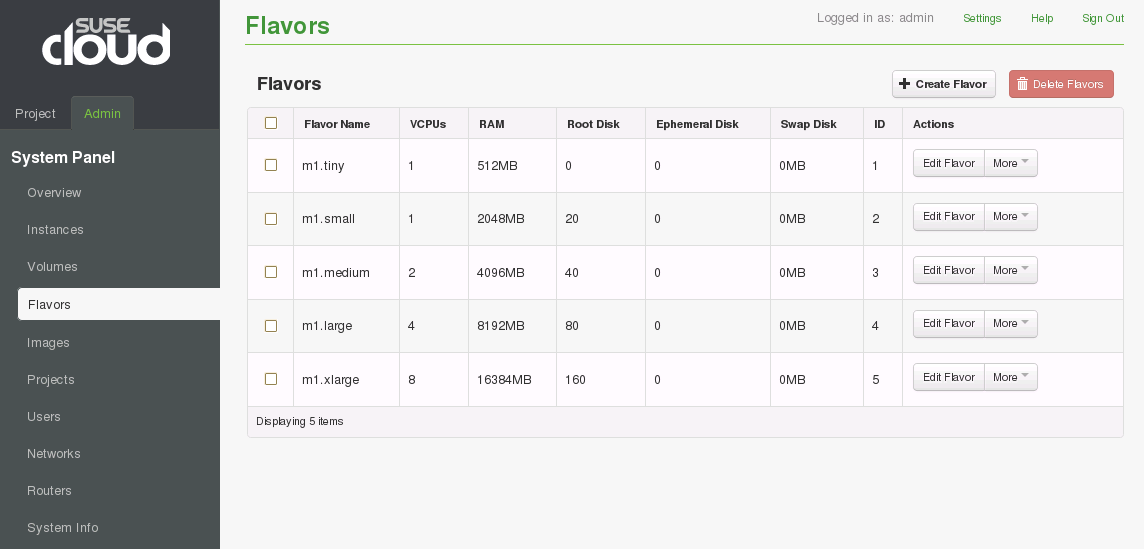 SUSE
cloud
Project Admin
System Panel
Overview
Instances
Volumes
Flavors
Images
Projects
Users
Networks
Routers
System Info
Flavors
Logged in as: admin Settings Help Sign Out
Flavors
Create Flavor Delete Flavors
Flavor Name VCPUs RAM Root Disk Ephemeral Disk Swap Disk ID Actions
m1.tiny 1 512MB 0 0 0MB 1 Edit Flavor More
m1.small 1 2048MB 20 0 0MB 2 Edit Flavor More
m1.medium 2 4096MB 40 0 0MB 3 Edit Flavor More
m1.large 4 8192MB 80 0 0MB 4 Edit Flavor More
m1.xlarge 8 16384MB 160 0 0MB 5 Edit Flavor More
Displaying 5 items